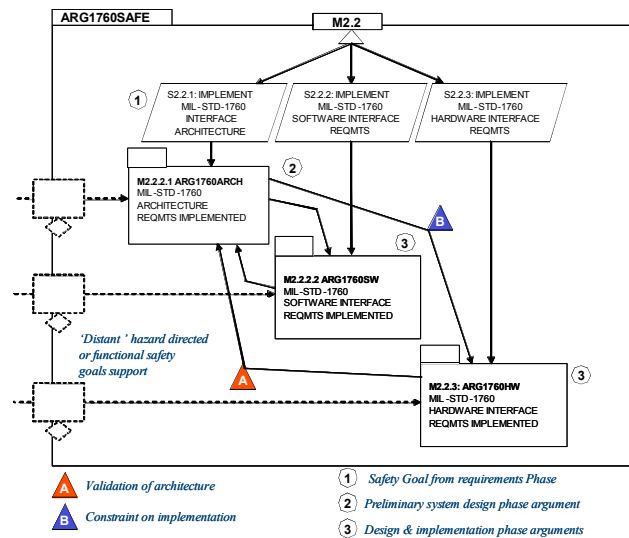 ARG1760SAFE
M2.2
1
S2.2.1: IMPLEMENT
MIL-STD-1760
INTERFACE
ARCHITECTURE
S2.2.2: IMPLEMENT
MIL-STD-1760
SOFTWARE INTERFACE
REQMTS
S2.2.3: IMPLEMENT
MIL-STD-1760
HARDWARE INTERFACE
REQMTS
2
M2.2.2.1 ARG1760ARCH
MIL-STD-1760
ARCHITECTURE
REQMTS IMPLEMENTED
B
3
M2.2.2.2 ARG1760SW
MIL-STD-1760
SOFTWARE INTERFACE
REQMTS IMPLEMENTED
'Distant' hazard directed
or functional safety
goals support
A
3
M2.2.3: ARG1760HW
MIL-STD-1760
HARDWARE INTERFACE
REQMTS IMPLEMENTED
A Validation of architecture
B Constraint on implementation
1 Safety Goal from requirements Phase
2 Preliminary system design phase argument
3 Design & implementation phase arguments